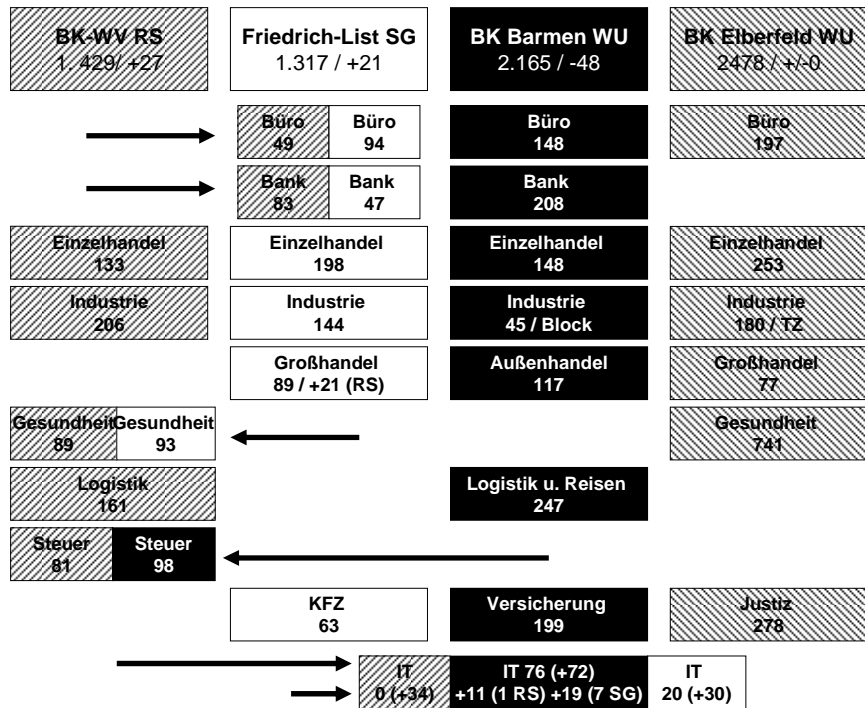 BK-WV RS
1. 429/ +27
Friedrich-List SG
1.317 / +21
BK Barmen WU
2.165 / -48
BK Elberfeld WU
2478 / +/-0
Büro
49
Büro
94
Büro
148
Büro
197
Bank
83
Bank
47
Bank
208
Einzelhandel
133
Einzelhandel
198
Einzelhandel
148
Einzelhandel
253
Industrie
206
Industrie
144
Industrie
45 / Block
Industrie
180 / TZ
Großhandel
89 / +21 (RS)
Außenhandel
117
Großhandel
77
Gesundheit
89
Gesundheit
93
Gesundheit
741
Logistik
161
Logistik u. Reisen
247
Steuer
81
Steuer
98
KFZ
63
Versicherung
199
Justiz
278
IT
0 (+34)
IT 76 (+72)
+11 (1 RS) +19 (7 SG)
IT
20 (+30)